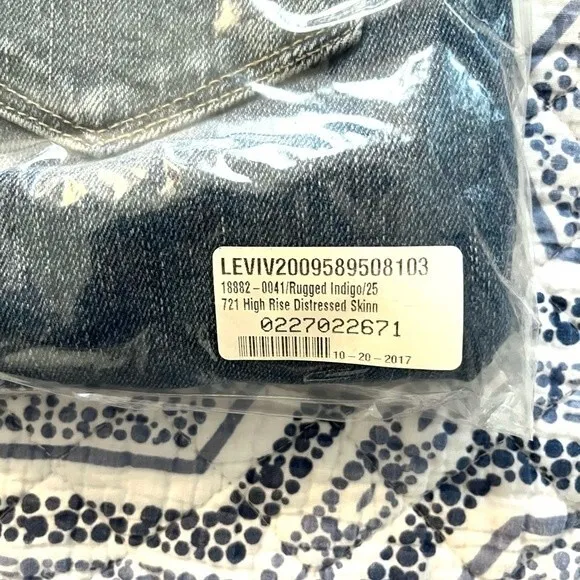 LEVIV2009589508103
18882-0041/Rugged Indigo/25
721 High Rise Distressed Skinn
0227022671
10-20-2017